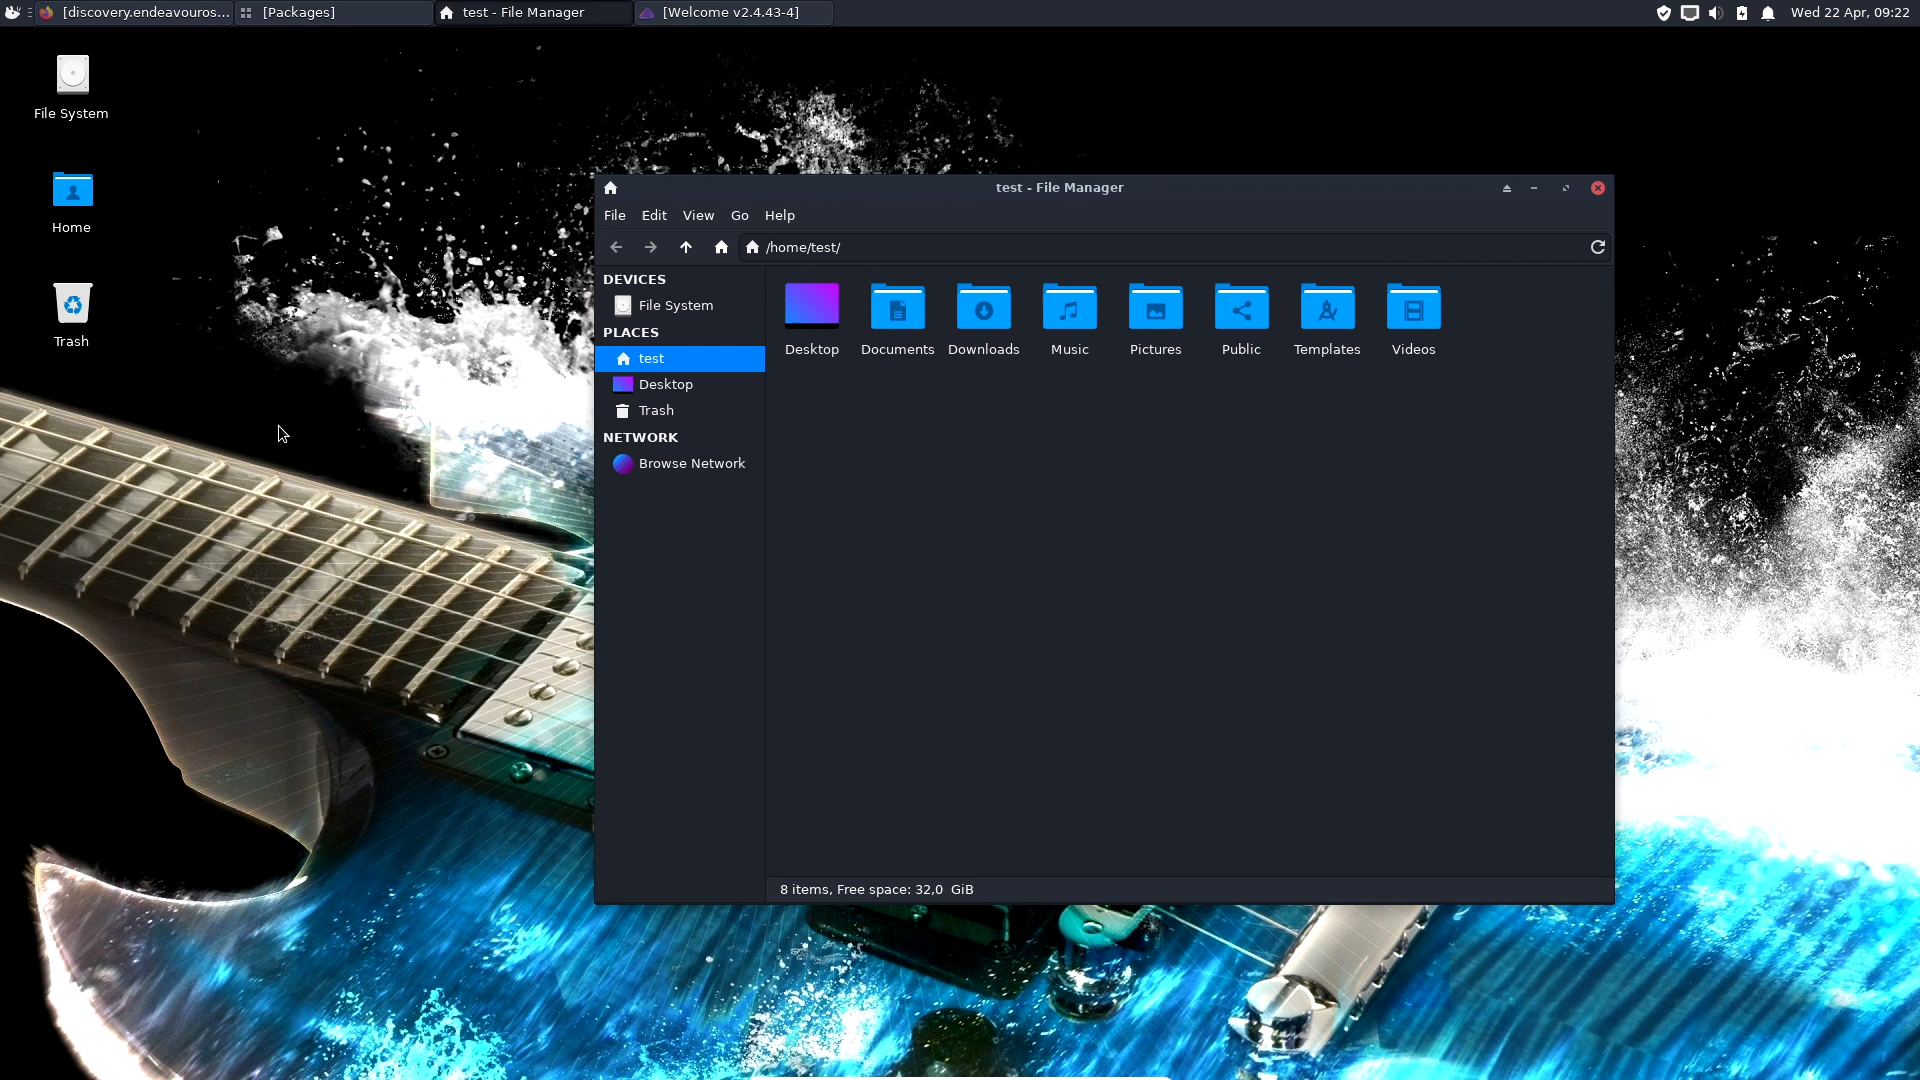 [discovery.endeavouros... [Packages] test - File Manager [Welcome v2.4.43-4] Wed 22 Apr, 09:22
File System
Home
Trash
test - File Manager
File Edit View Go Help
/home/test/
DEVICES
File System
PLACES
test
Desktop
Trash
NETWORK
Browse Network
Desktop Documents Downloads Music Pictures Public Templates Videos
8 items, Free space: 32,0 GiB